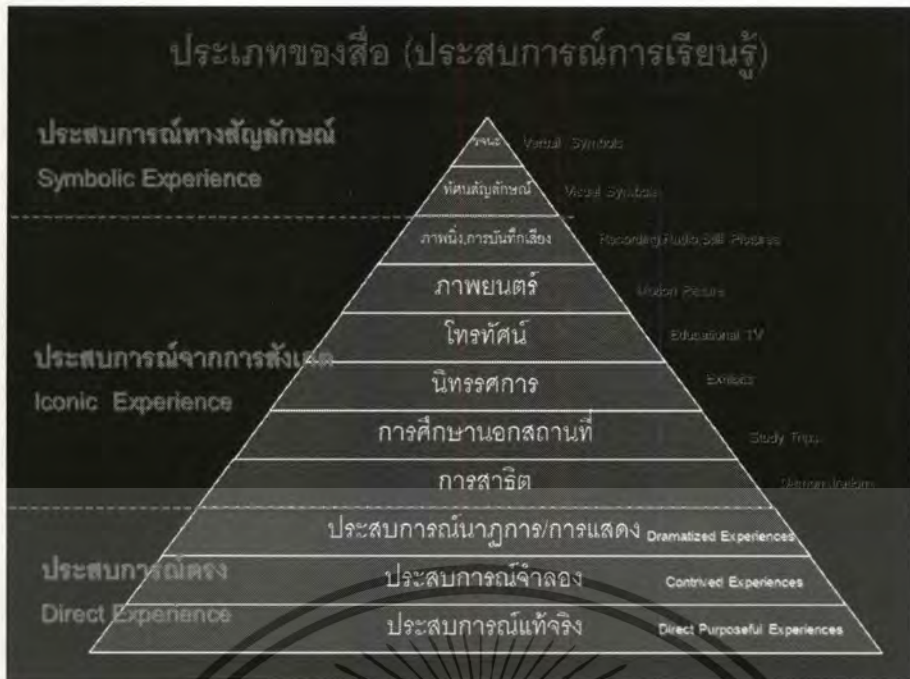 ประเภทของสื่อ (ประสบการณ์การเรียนรู้)
ประสบการณ์ทางสัญลักษณ์
Symbolic Experience
วจนะ Verbal Symbols
ทัศนสัญลักษณ์ Visual Symbols
ภาพนิ่ง,การบันทึกเสียง Recording,Radio,Still Pictures
ภาพยนตร์ Motion Picture
โทรทัศน์ Educational TV
ประสบการณ์จากการสังเกต
Iconic Experience
นิทรรศการ Exhibits
การศึกษานอกสถานที่ Study Trips
การสาธิต Demonstrations
ประสบการณ์นาฏการ/การแสดง Dramatized Experiences
ประสบการณ์ตรง
Direct Experience
ประสบการณ์จำลอง Contrived Experiences
ประสบการณ์แท้จริง Direct Purposeful Experiences